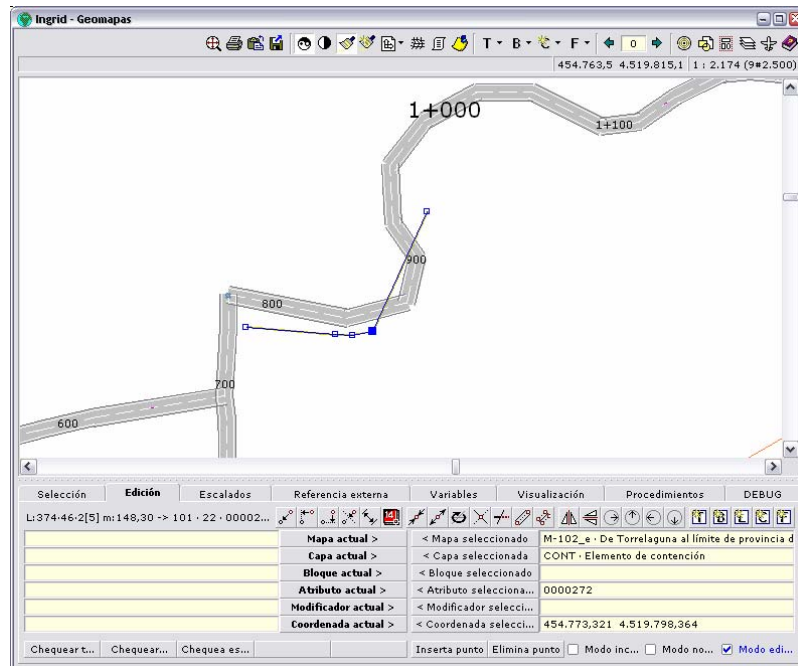 Ingrid - Geomapas
T · B · C · F · 0
454.763,5 4.519.815,1 1 : 2.174 (9#2.500)
1+000
1+100
900
800
700
600
Selección Edición Escalados Referencia externa Variables Visualización Procedimientos DEBUG
L:374·46·2[5] m:148,30 -> 101 · 22 · 00002... T B L C F
Mapa actual > < Mapa seleccionado M-102_e · De Torrelaguna al límite de provincia d
Capa actual > < Capa seleccionada CONT · Elemento de contención
Bloque actual > < Bloque seleccionado
Atributo actual > < Atributo selecciona... 0000272
Modificador actual > < Modificador selecci...
Coordenada actual > < Coordenada selecci... 454.773,321 4.519.798,364
Chequear t... Chequear... Chequea es... Inserta punto Elimina punto Modo inc... Modo no... Modo edi...